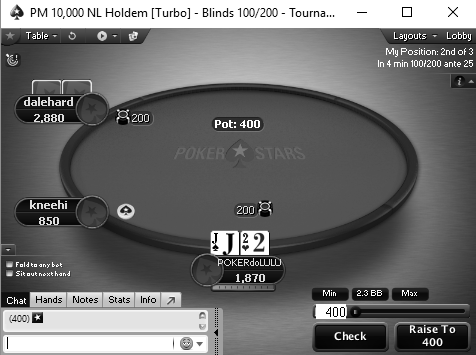 PM 10,000 NL Holdem [Turbo] - Blinds 100/200 - Tourna...
Table
Layouts
Lobby
My Position: 2nd of 3
In 4 min 100/200 ante 25
dalehard
2,880
200
Pot: 400
POKER STARS
kneehi
850
200
J J 2 2
POKERdoLULU
1,870
Fold to any bet
Sit out next hand
Min 2.3 BB Max
Chat Hands Notes Stats Info
400
(400)
Check
Raise To
400